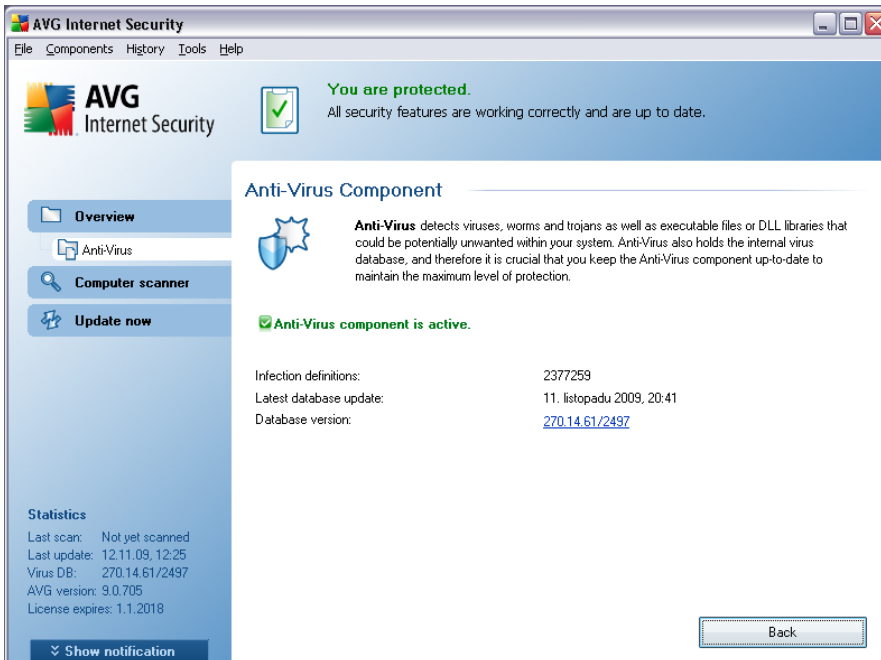 AVG Internet Security
File Components History Tools Help
AVG
Internet Security
You are protected.
All security features are working correctly and are up to date.
Overview
Anti-Virus
Computer scanner
Update now
Anti-Virus Component
Anti-Virus detects viruses, worms and trojans as well as executable files or DLL libraries that
could be potentially unwanted within your system. Anti-Virus also holds the internal virus
database, and therefore it is crucial that you keep the Anti-Virus component up-to-date to
maintain the maximum level of protection.
Anti-Virus component is active.
Infection definitions: 2377259
Latest database update: 11. listopadu 2009, 20:41
Database version: 270.14.61/2497
Statistics
Last scan: Not yet scanned
Last update: 12.11.09, 12:25
Virus DB: 270.14.61/2497
AVG version: 9.0.705
License expires: 1.1.2018
Show notification
Back